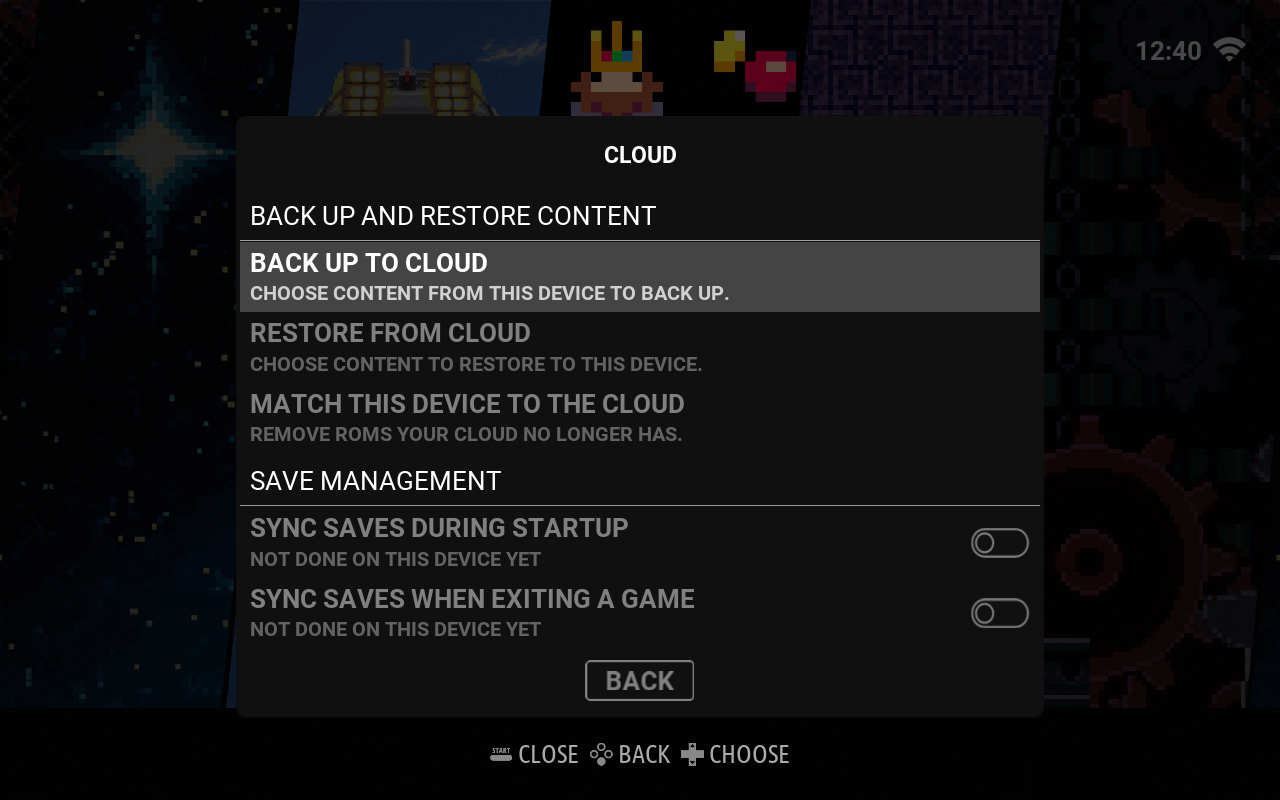 12:40
CLOUD
BACK UP AND RESTORE CONTENT
BACK UP TO CLOUD
CHOOSE CONTENT FROM THIS DEVICE TO BACK UP.
RESTORE FROM CLOUD
CHOOSE CONTENT TO RESTORE TO THIS DEVICE.
MATCH THIS DEVICE TO THE CLOUD
REMOVE ROMS YOUR CLOUD NO LONGER HAS.
SAVE MANAGEMENT
SYNC SAVES DURING STARTUP
NOT DONE ON THIS DEVICE YET
SYNC SAVES WHEN EXITING A GAME
NOT DONE ON THIS DEVICE YET
BACK
START CLOSE BACK CHOOSE